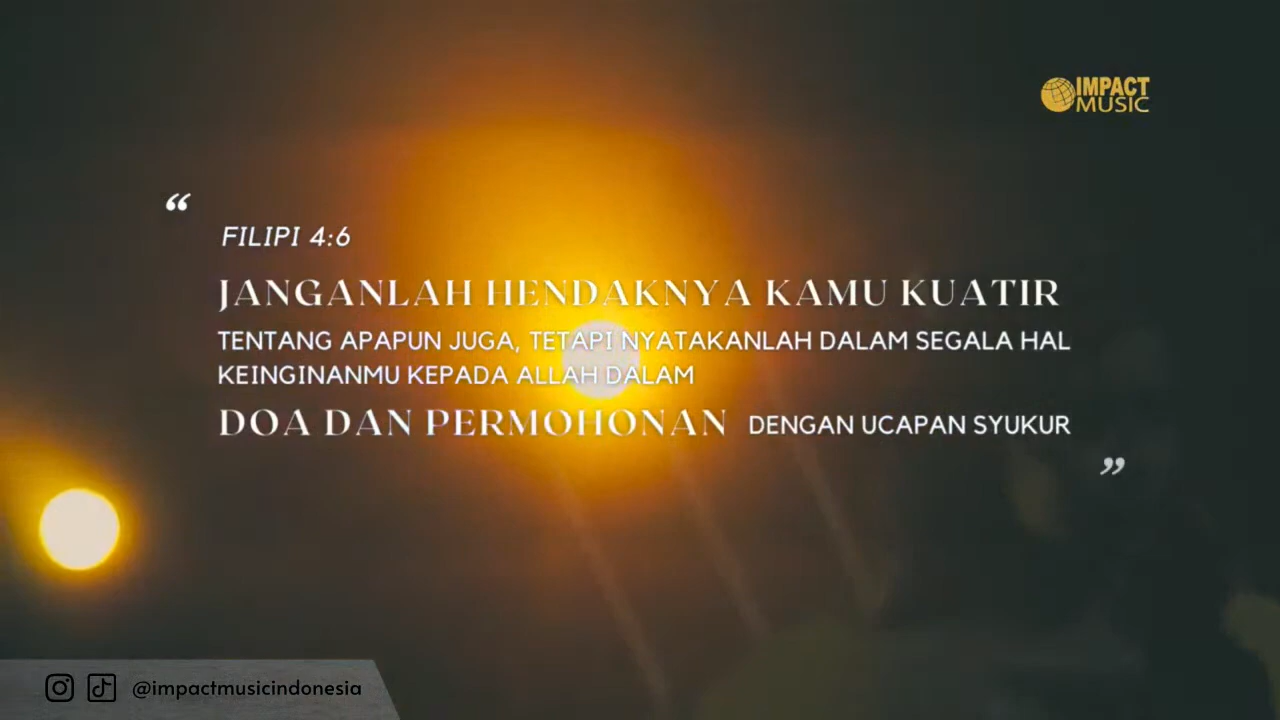 IMPACT
MUSIC
“
FILIPI 4:6
JANGANLAH HENDAKNYA KAMU KUATIR
TENTANG APAPUN JUGA, TETAPI NYATAKANLAH DALAM SEGALA HAL
KEINGINANMU KEPADA ALLAH DALAM
DOA DAN PERMOHONAN DENGAN UCAPAN SYUKUR
”
@impactmusicindonesia